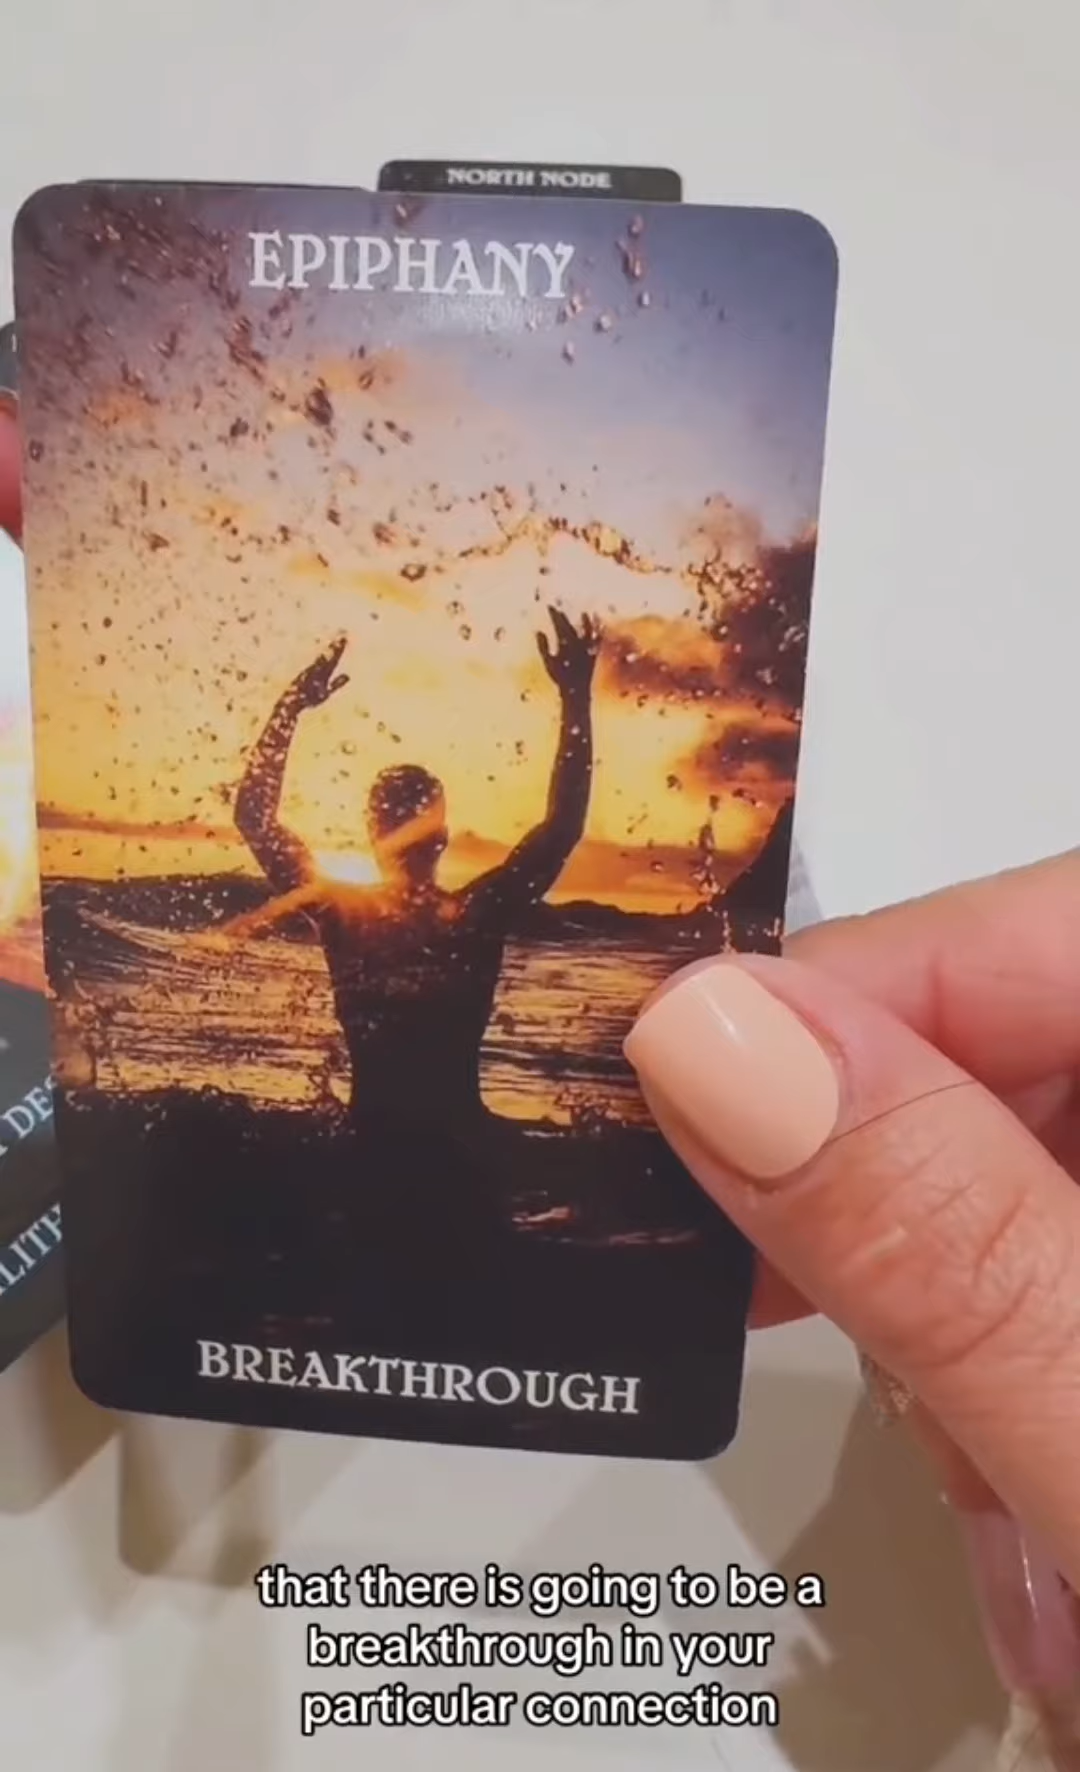 NORTH NODE
EPIPHANY
BREAKTHROUGH
that there is going to be a
breakthrough in your
particular connection